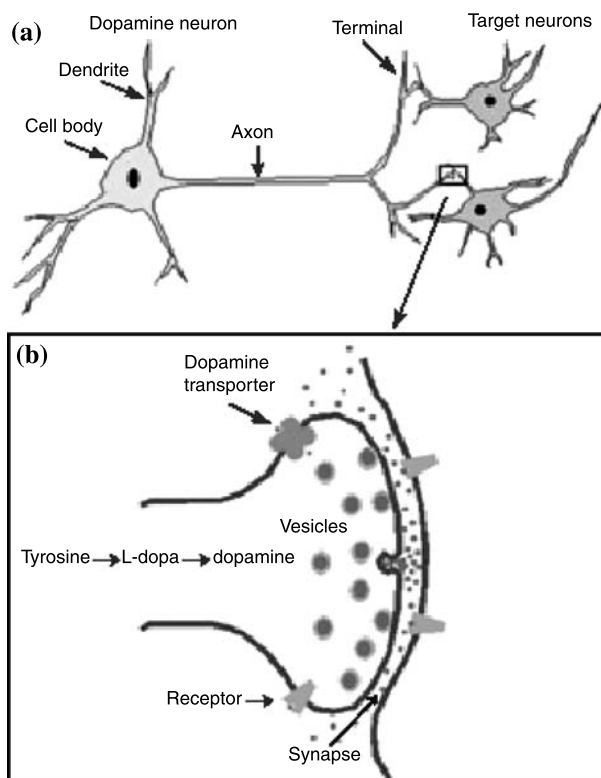 (a)
Dopamine neuron
Terminal
Target neurons
Dendrite
Cell body
Axon
(b)
Dopamine
transporter
Vesicles
Tyrosine → L-dopa → dopamine
Receptor
Synapse